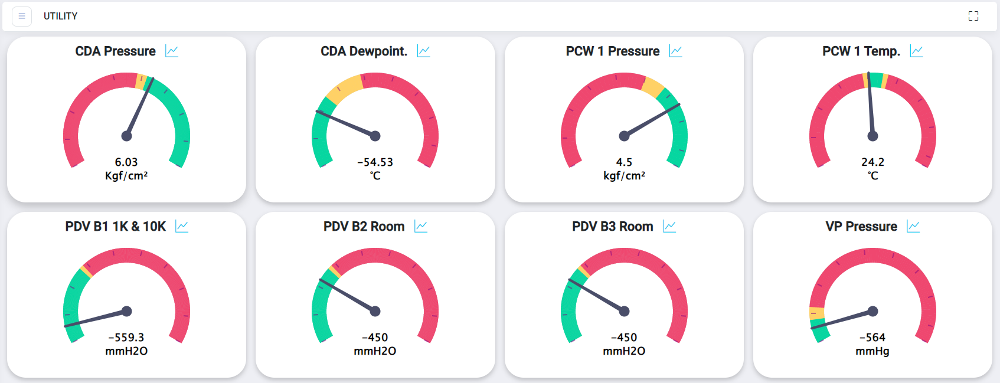 UTILITY
CDA Pressure
6.03
Kgf/cm²
CDA Dewpoint.
−54.53
°C
PCW 1 Pressure
4.5
kgf/cm²
PCW 1 Temp.
24.2
°C
PDV B1 1K & 10K
−559.3
mmH2O
PDV B2 Room
−450
mmH2O
PDV B3 Room
−450
mmH2O
VP Pressure
−564
mmHg